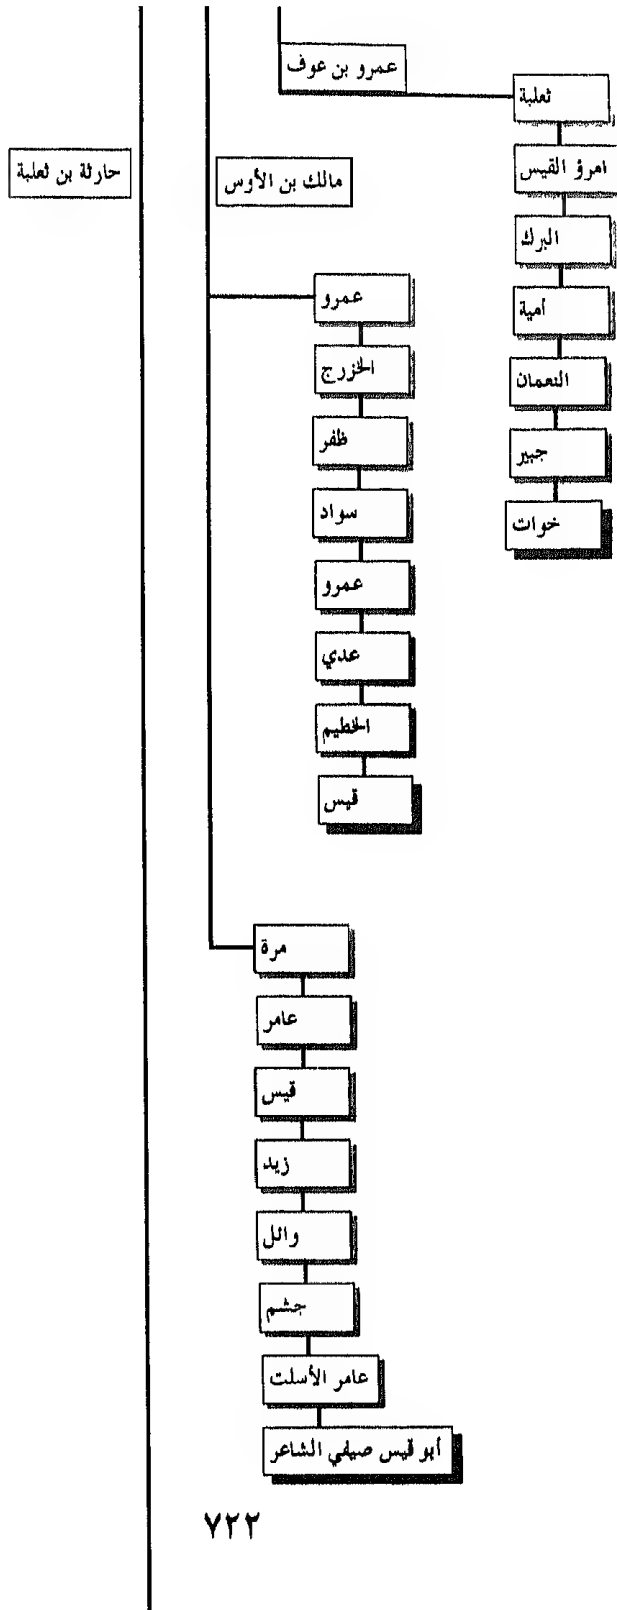 عمرو بن عوف
ثعلبة
امرؤ القيس
البرك
أمية
النعمان
جبير
خوات
مالك بن الأوس
حارثة بن ثعلبة
عمرو
الخزرج
ظفر
سواد
عمرو
عدي
الخطيم
قيس
مرة
عامر
قيس
زيد
وائل
جشم
عامر الأسلت
أبو قيس صيفي الشاعر
٧٢٢